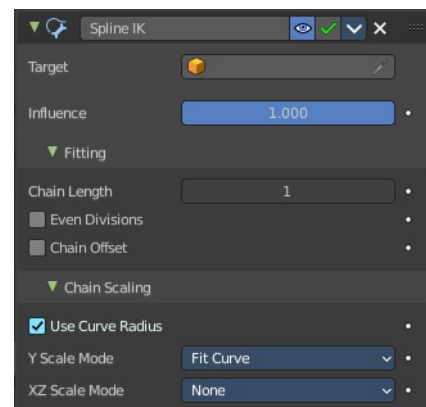 Spline IK
Target
Influence 1.000
Fitting
Chain Length 1
Even Divisions
Chain Offset
Chain Scaling
Use Curve Radius
Y Scale Mode Fit Curve
XZ Scale Mode None